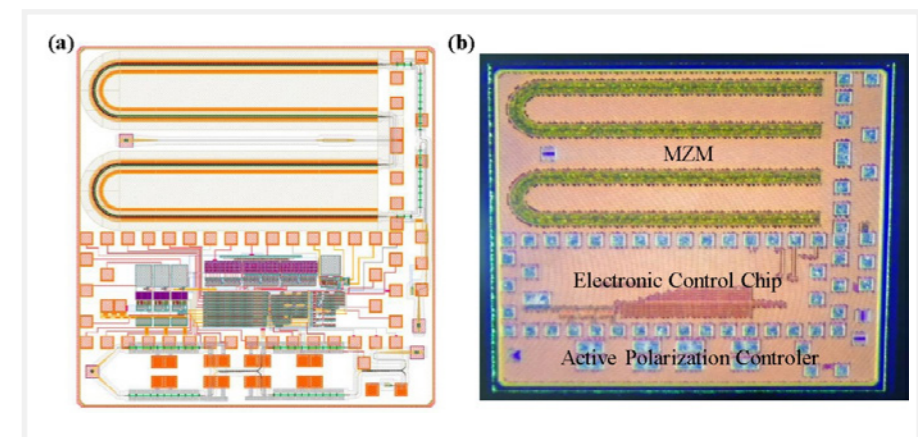 (a)
(b)
MZM
Electronic Control Chip
Active Polarization Controler